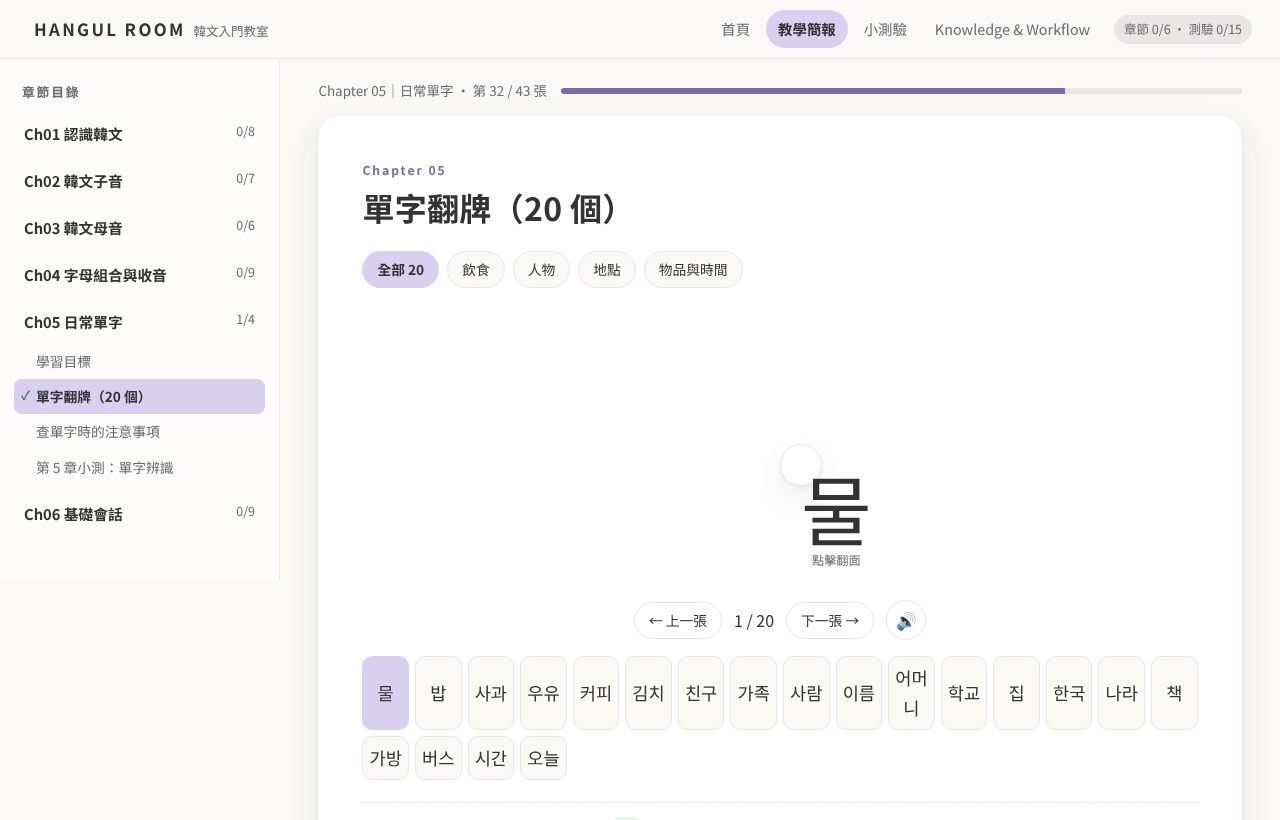 HANGUL ROOM 韓文入門教室
首頁 教學簡報 小測驗 Knowledge & Workflow 章節 0/6 · 測驗 0/15
章節目錄
Ch01 認識韓文 0/8
Ch02 韓文子音 0/7
Ch03 韓文母音 0/6
Ch04 字母組合與收音 0/9
Ch05 日常單字 1/4
學習目標
✓ 單字翻牌（20 個）
查單字時的注意事項
第 5 章小測：單字辨識
Ch06 基礎會話 0/9
Chapter 05｜日常單字 · 第 32 / 43 張
Chapter 05
單字翻牌（20 個）
全部 20 飲食 人物 地點 物品與時間
물
點擊翻面
← 上一張 1 / 20 下一張 → 🔊
물 밥 사과 우유 커피 김치 친구 가족 사람 이름 어머니 학교 집 한국 나라 책
가방 버스 시간 오늘